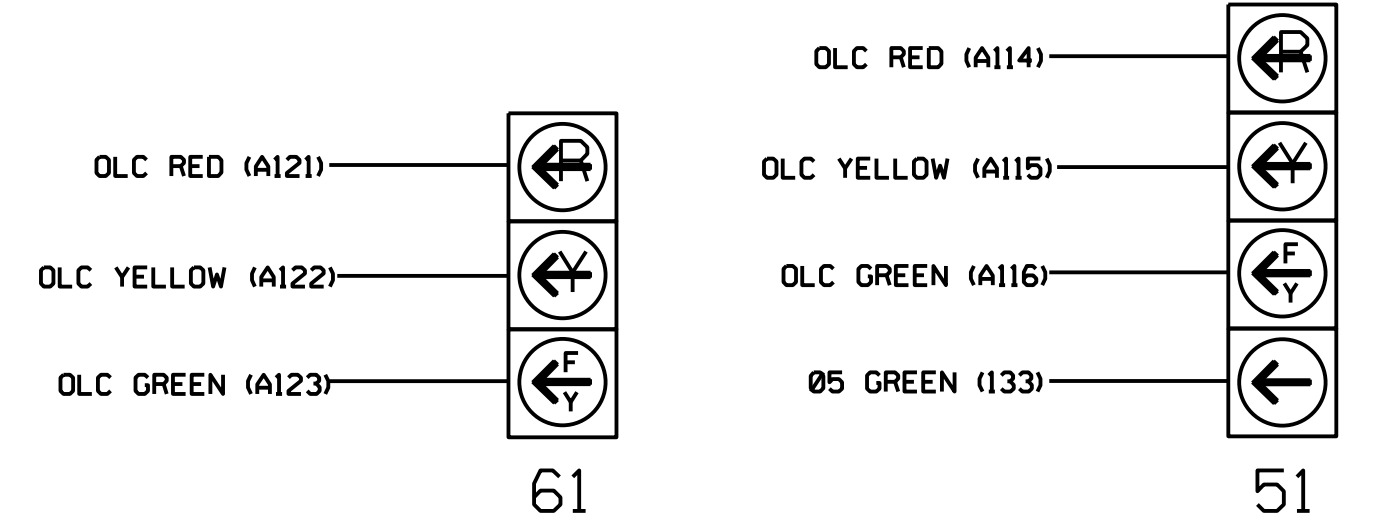 OLC RED (A121)
R
OLC YELLOW (A122)
Y
OLC GREEN (A123)
F
Y
61
OLC RED (A114)
R
OLC YELLOW (A115)
Y
OLC GREEN (A116)
F
Y
Ø5 GREEN (133)
51